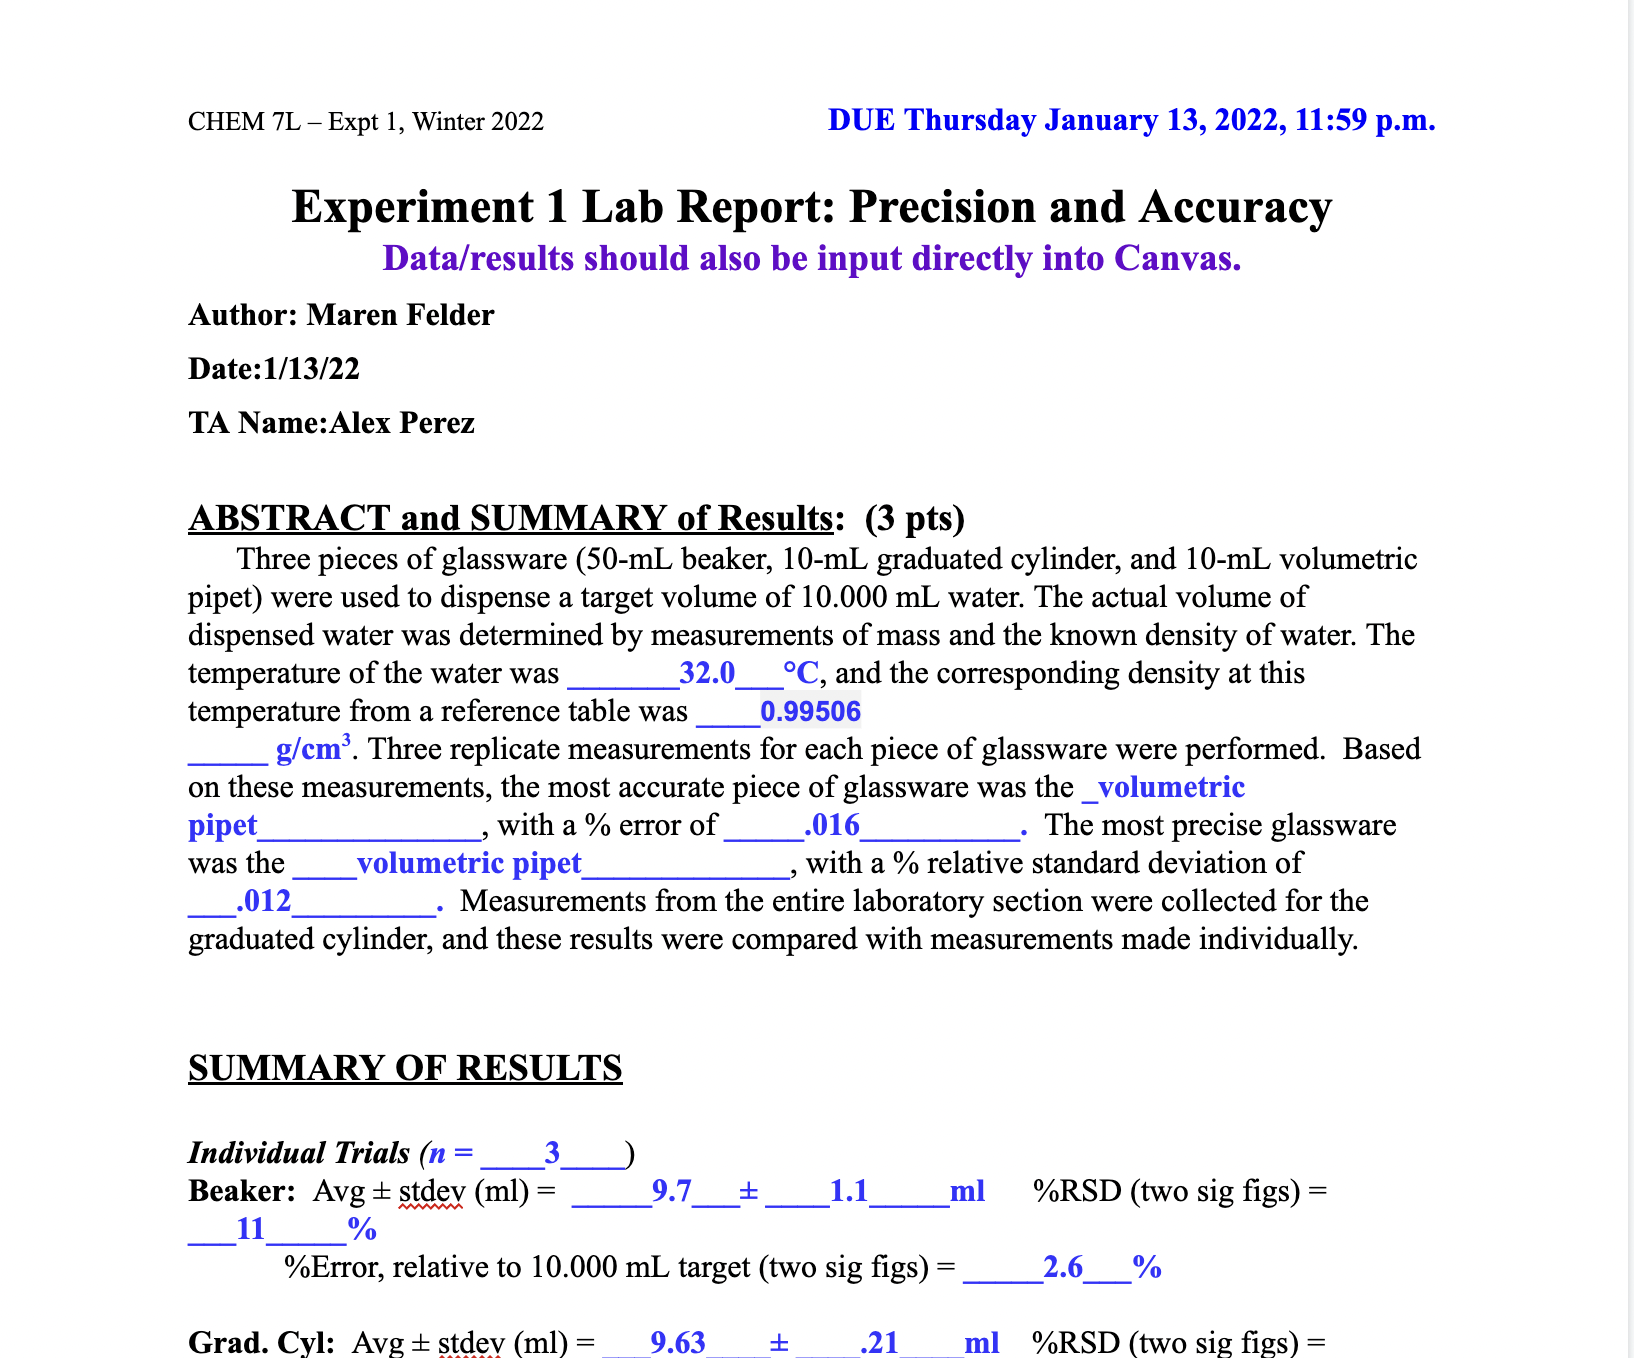 CHEM 7L – Expt 1, Winter 2022 DUE Thursday January 13, 2022, 11:59 p.m.
Experiment 1 Lab Report: Precision and Accuracy
Data/results should also be input directly into Canvas.
Author: Maren Felder
Date:1/13/22
TA Name:Alex Perez
ABSTRACT and SUMMARY of Results: (3 pts)
Three pieces of glassware (50-mL beaker, 10-mL graduated cylinder, and 10-mL volumetric
pipet) were used to dispense a target volume of 10.000 mL water. The actual volume of
dispensed water was determined by measurements of mass and the known density of water. The
temperature of the water was _______32.0___°C, and the corresponding density at this
temperature from a reference table was ____0.99506
_____ g/cm³. Three replicate measurements for each piece of glassware were performed. Based
on these measurements, the most accurate piece of glassware was the _volumetric
pipet______________, with a % error of _____.016__________. The most precise glassware
was the ____volumetric pipet_____________, with a % relative standard deviation of
___.012_________. Measurements from the entire laboratory section were collected for the
graduated cylinder, and these results were compared with measurements made individually.
SUMMARY OF RESULTS
Individual Trials (n = ____3____)
Beaker: Avg ± stdev (ml) = _____9.7___± ____1.1_____ml %RSD (two sig figs) =
___11_____%
%Error, relative to 10.000 mL target (two sig figs) = _____2.6___%
Grad. Cyl: Avg ± stdev (ml) = ___9.63____± ____.21____ml %RSD (two sig figs) =